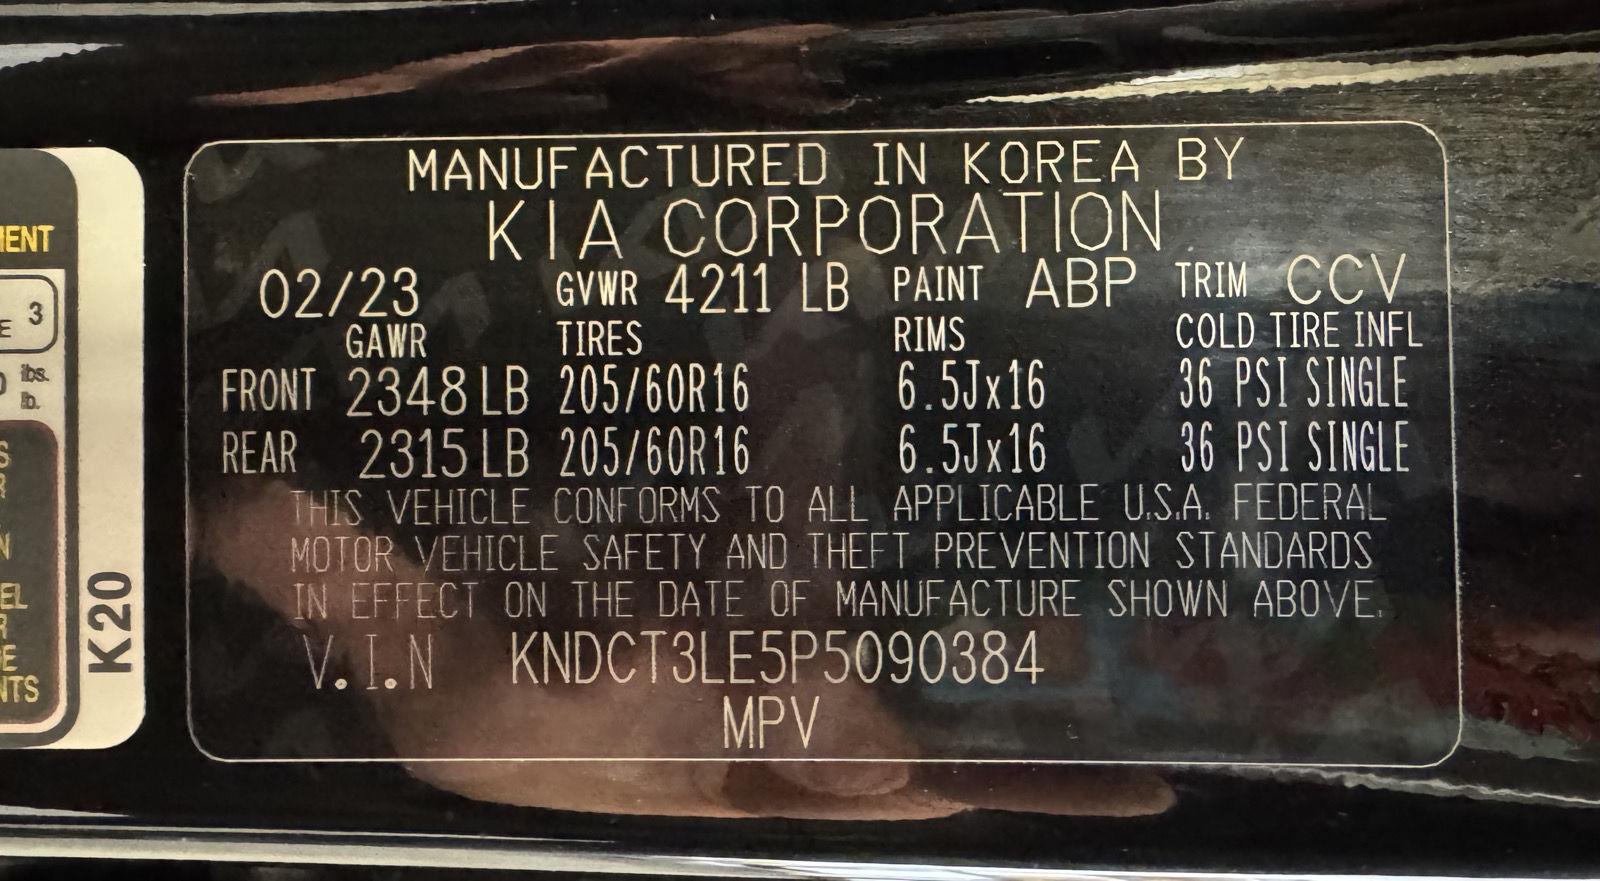 MANUFACTURED IN KOREA BY
KIA CORPORATION
02/23 GVWR 4211 LB PAINT ABP TRIM CCV
GAWR TIRES RIMS COLD TIRE INFL
FRONT 2348 LB 205/60R16 6.5Jx16 36 PSI SINGLE
REAR 2315 LB 205/60R16 6.5Jx16 36 PSI SINGLE
THIS VEHICLE CONFORMS TO ALL APPLICABLE U.S.A. FEDERAL
MOTOR VEHICLE SAFETY AND THEFT PREVENTION STANDARDS
IN EFFECT ON THE DATE OF MANUFACTURE SHOWN ABOVE.
V.I.N KNDCT3LE5P5090384
MPV
K20
3
lbs.
lb.